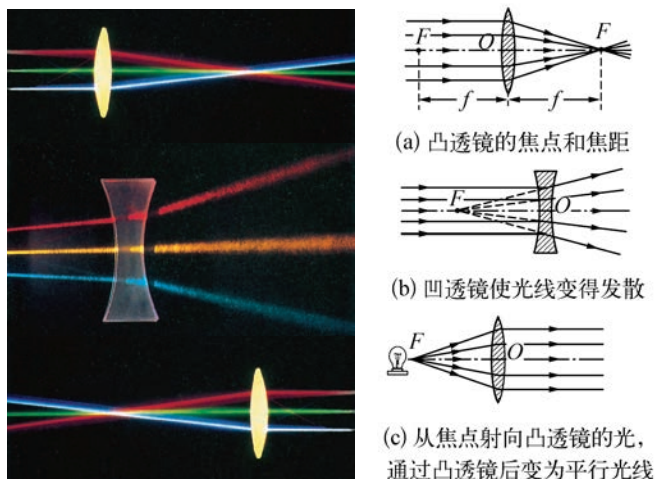 F O F
f f
(a) 凸透镜的焦点和焦距
F O
(b) 凹透镜使光线变得发散
F O
(c) 从焦点射向凸透镜的光,
通过凸透镜后变为平行光线